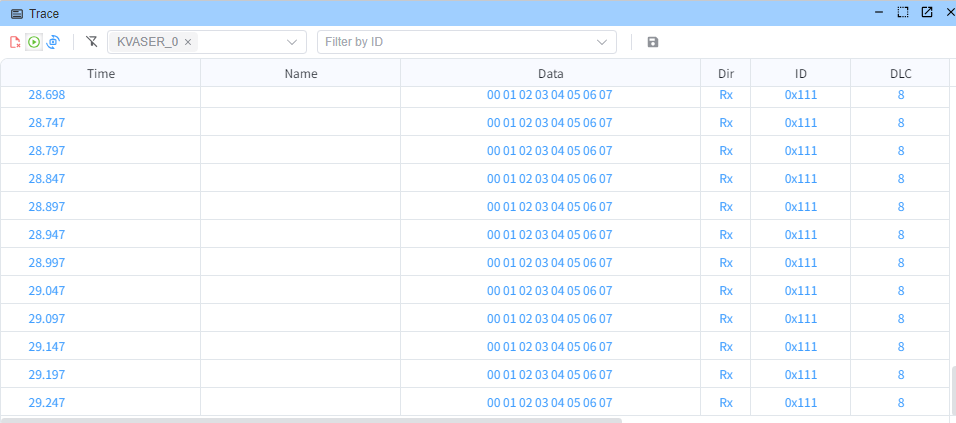 Trace
KVASER_0 × Filter by ID
Time Name Data Dir ID DLC
28.698 00 01 02 03 04 05 06 07 Rx 0x111 8
28.747 00 01 02 03 04 05 06 07 Rx 0x111 8
28.797 00 01 02 03 04 05 06 07 Rx 0x111 8
28.847 00 01 02 03 04 05 06 07 Rx 0x111 8
28.897 00 01 02 03 04 05 06 07 Rx 0x111 8
28.947 00 01 02 03 04 05 06 07 Rx 0x111 8
28.997 00 01 02 03 04 05 06 07 Rx 0x111 8
29.047 00 01 02 03 04 05 06 07 Rx 0x111 8
29.097 00 01 02 03 04 05 06 07 Rx 0x111 8
29.147 00 01 02 03 04 05 06 07 Rx 0x111 8
29.197 00 01 02 03 04 05 06 07 Rx 0x111 8
29.247 00 01 02 03 04 05 06 07 Rx 0x111 8